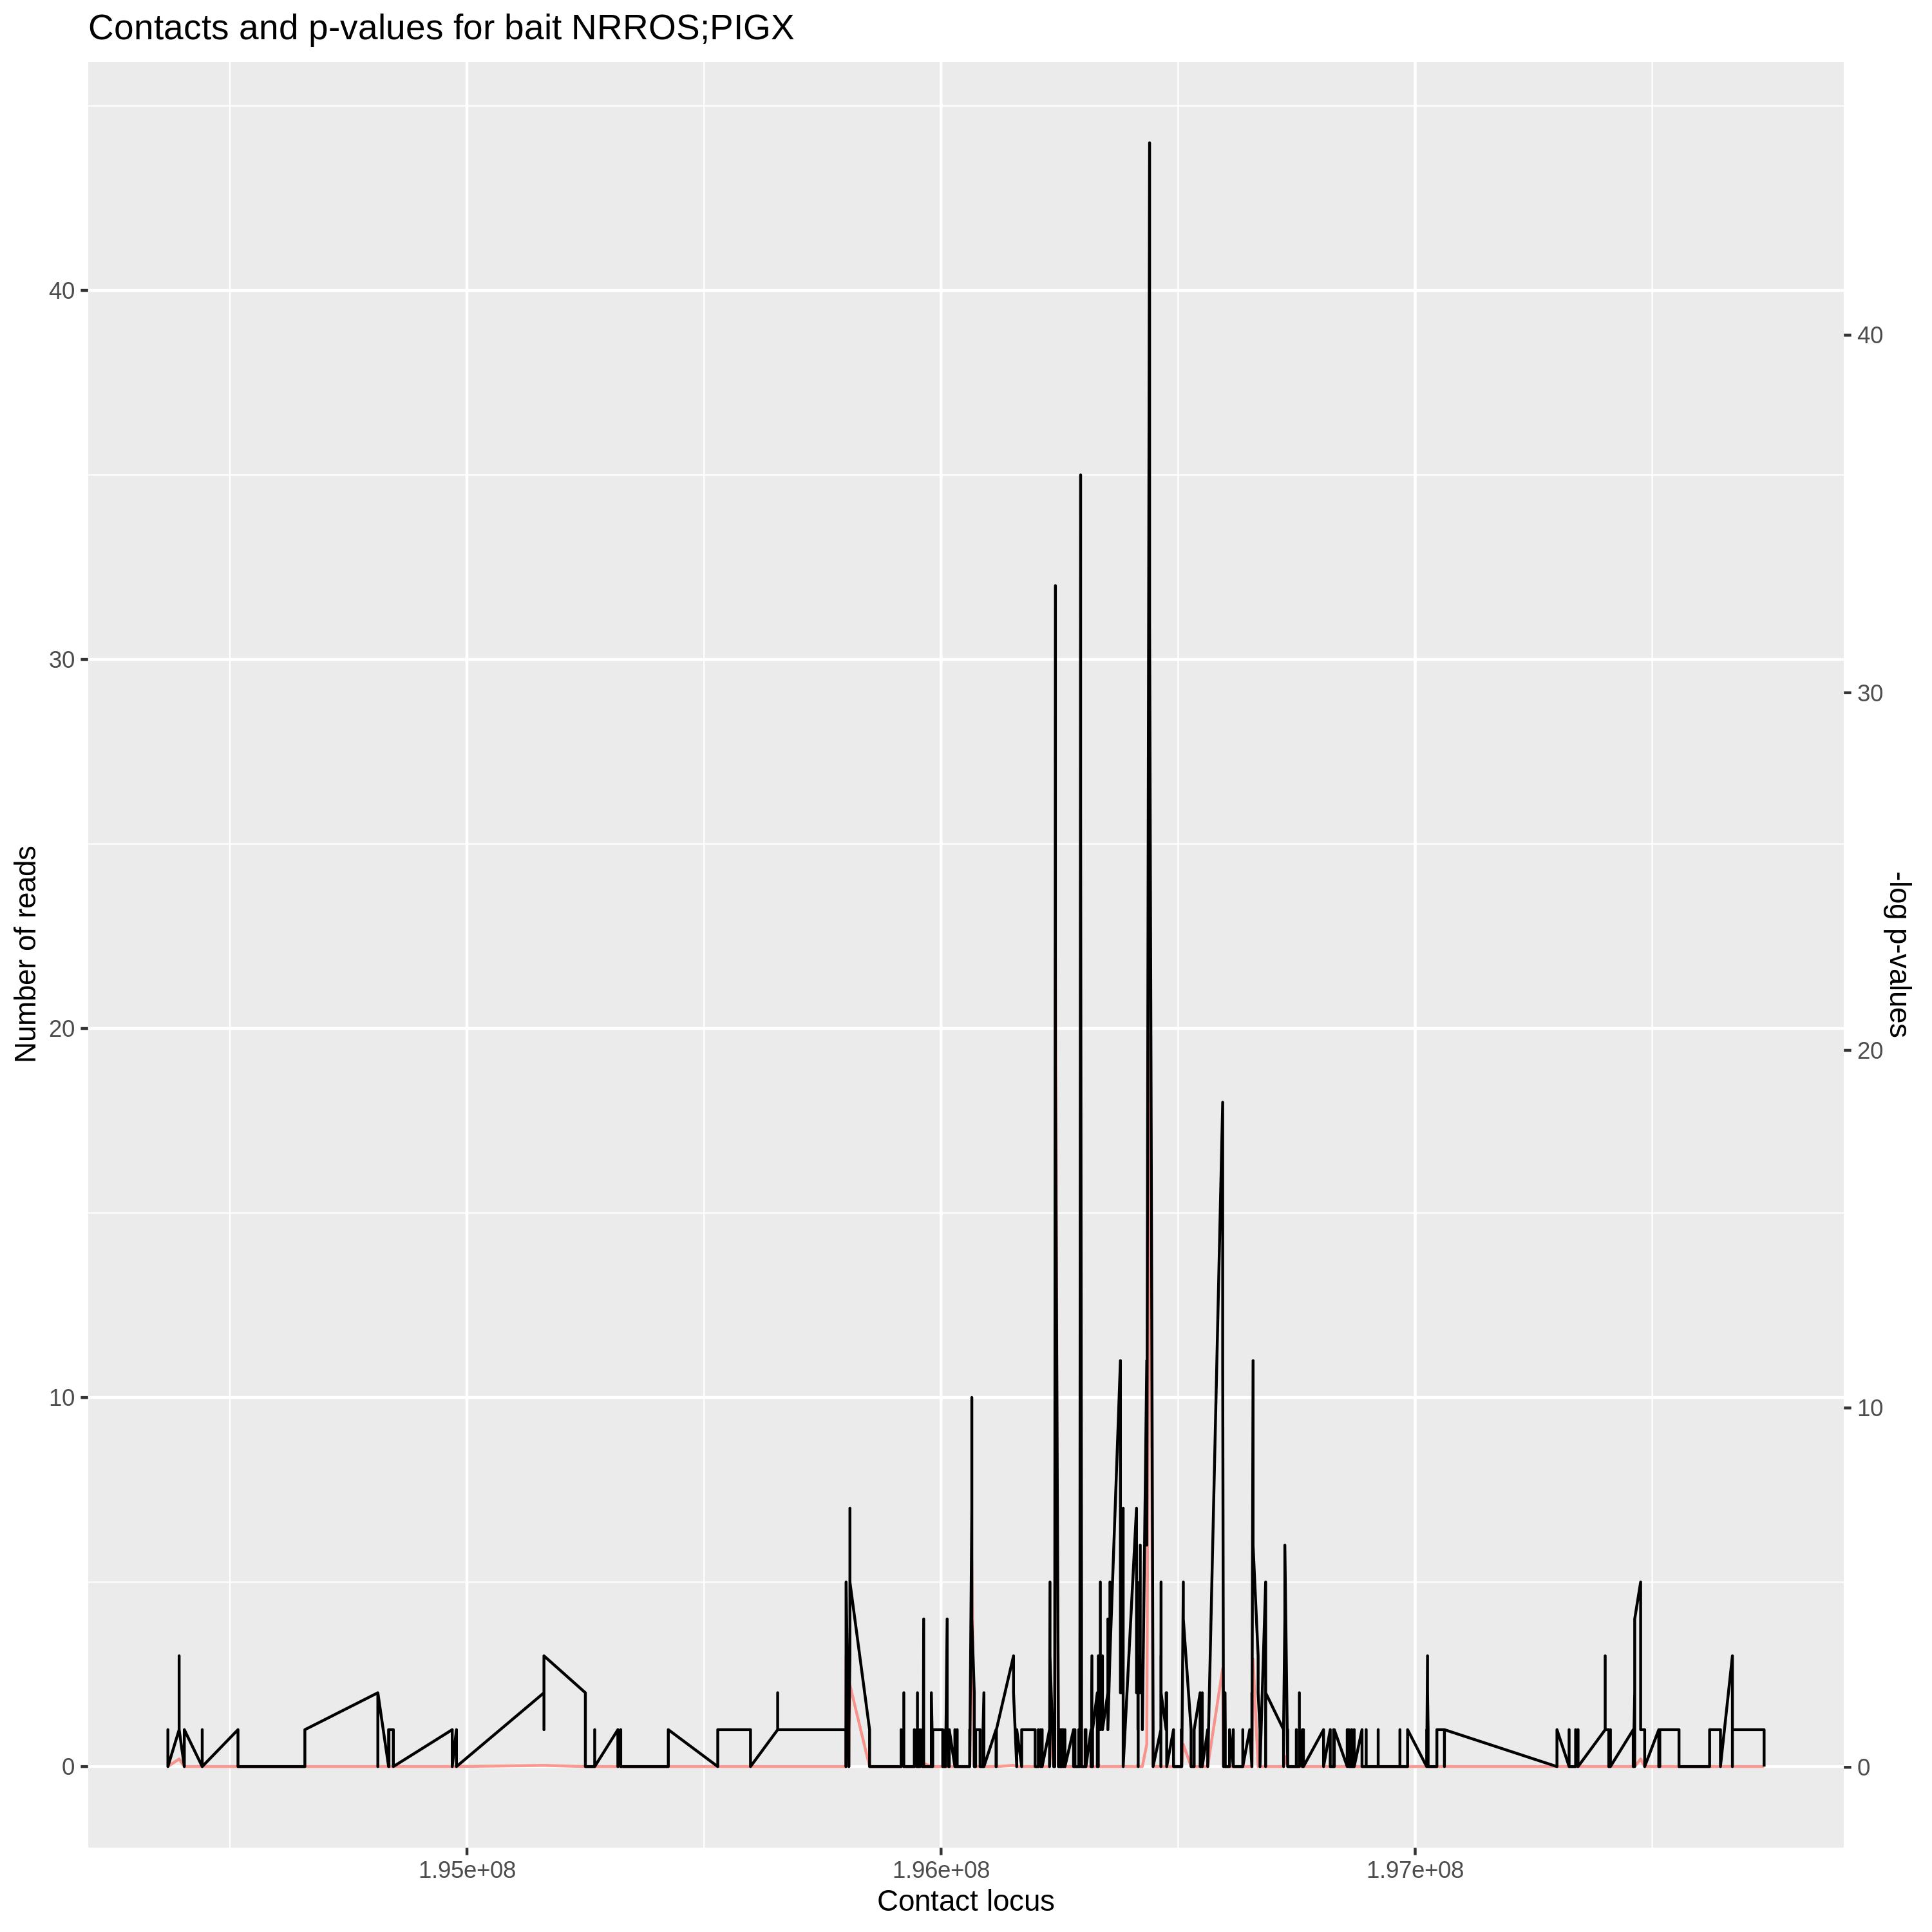 Contacts and p-values for bait NRROS;PIGX
40
30
20
10
0
Number of reads
40
30
20
10
0
-log p-values
1.95e+08
1.96e+08
1.97e+08
Contact locus